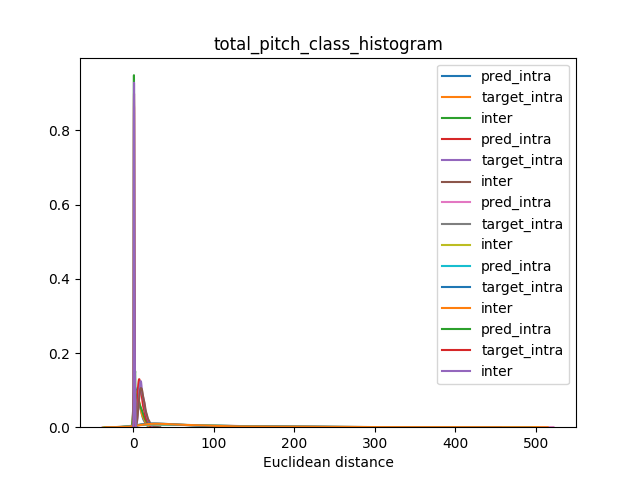 total_pitch_class_histogram
pred_intra
target_intra
inter
pred_intra
target_intra
inter
pred_intra
target_intra
inter
pred_intra
target_intra
inter
pred_intra
target_intra
inter
0.8
0.6
0.4
0.2
0.0
0 100 200 300 400 500
Euclidean distance